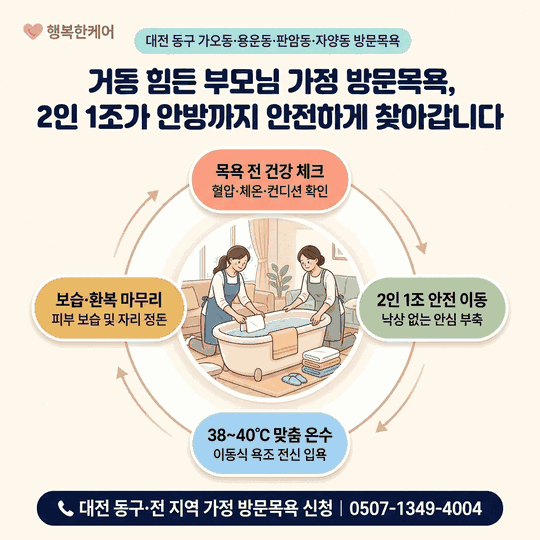 행복한케어
대전 동구 가오동·용운동·판암동·자양동 방문목욕
거동 힘든 부모님 가정 방문목욕,
2인 1조가 안방까지 안전하게 찾아갑니다
목욕 전 건강 체크
혈압·체온·컨디션 확인
보습·환복 마무리
피부 보습 및 자리 정돈
2인 1조 안전 이동
낙상 없는 안심 부축
38~40℃ 맞춤 온수
이동식 욕조 전신 입욕
대전 동구·전 지역 가정 방문목욕 신청 | 0507-1349-4004